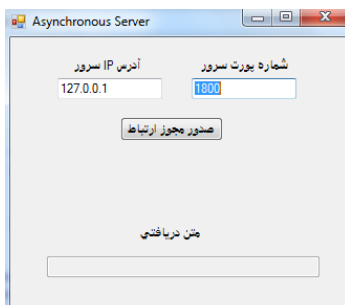 Asynchronous Server
شماره پورت سرور
آدرس IP سرور
1800
127.0.0.1
صدور مجوز ارتباط
متن دریافتی